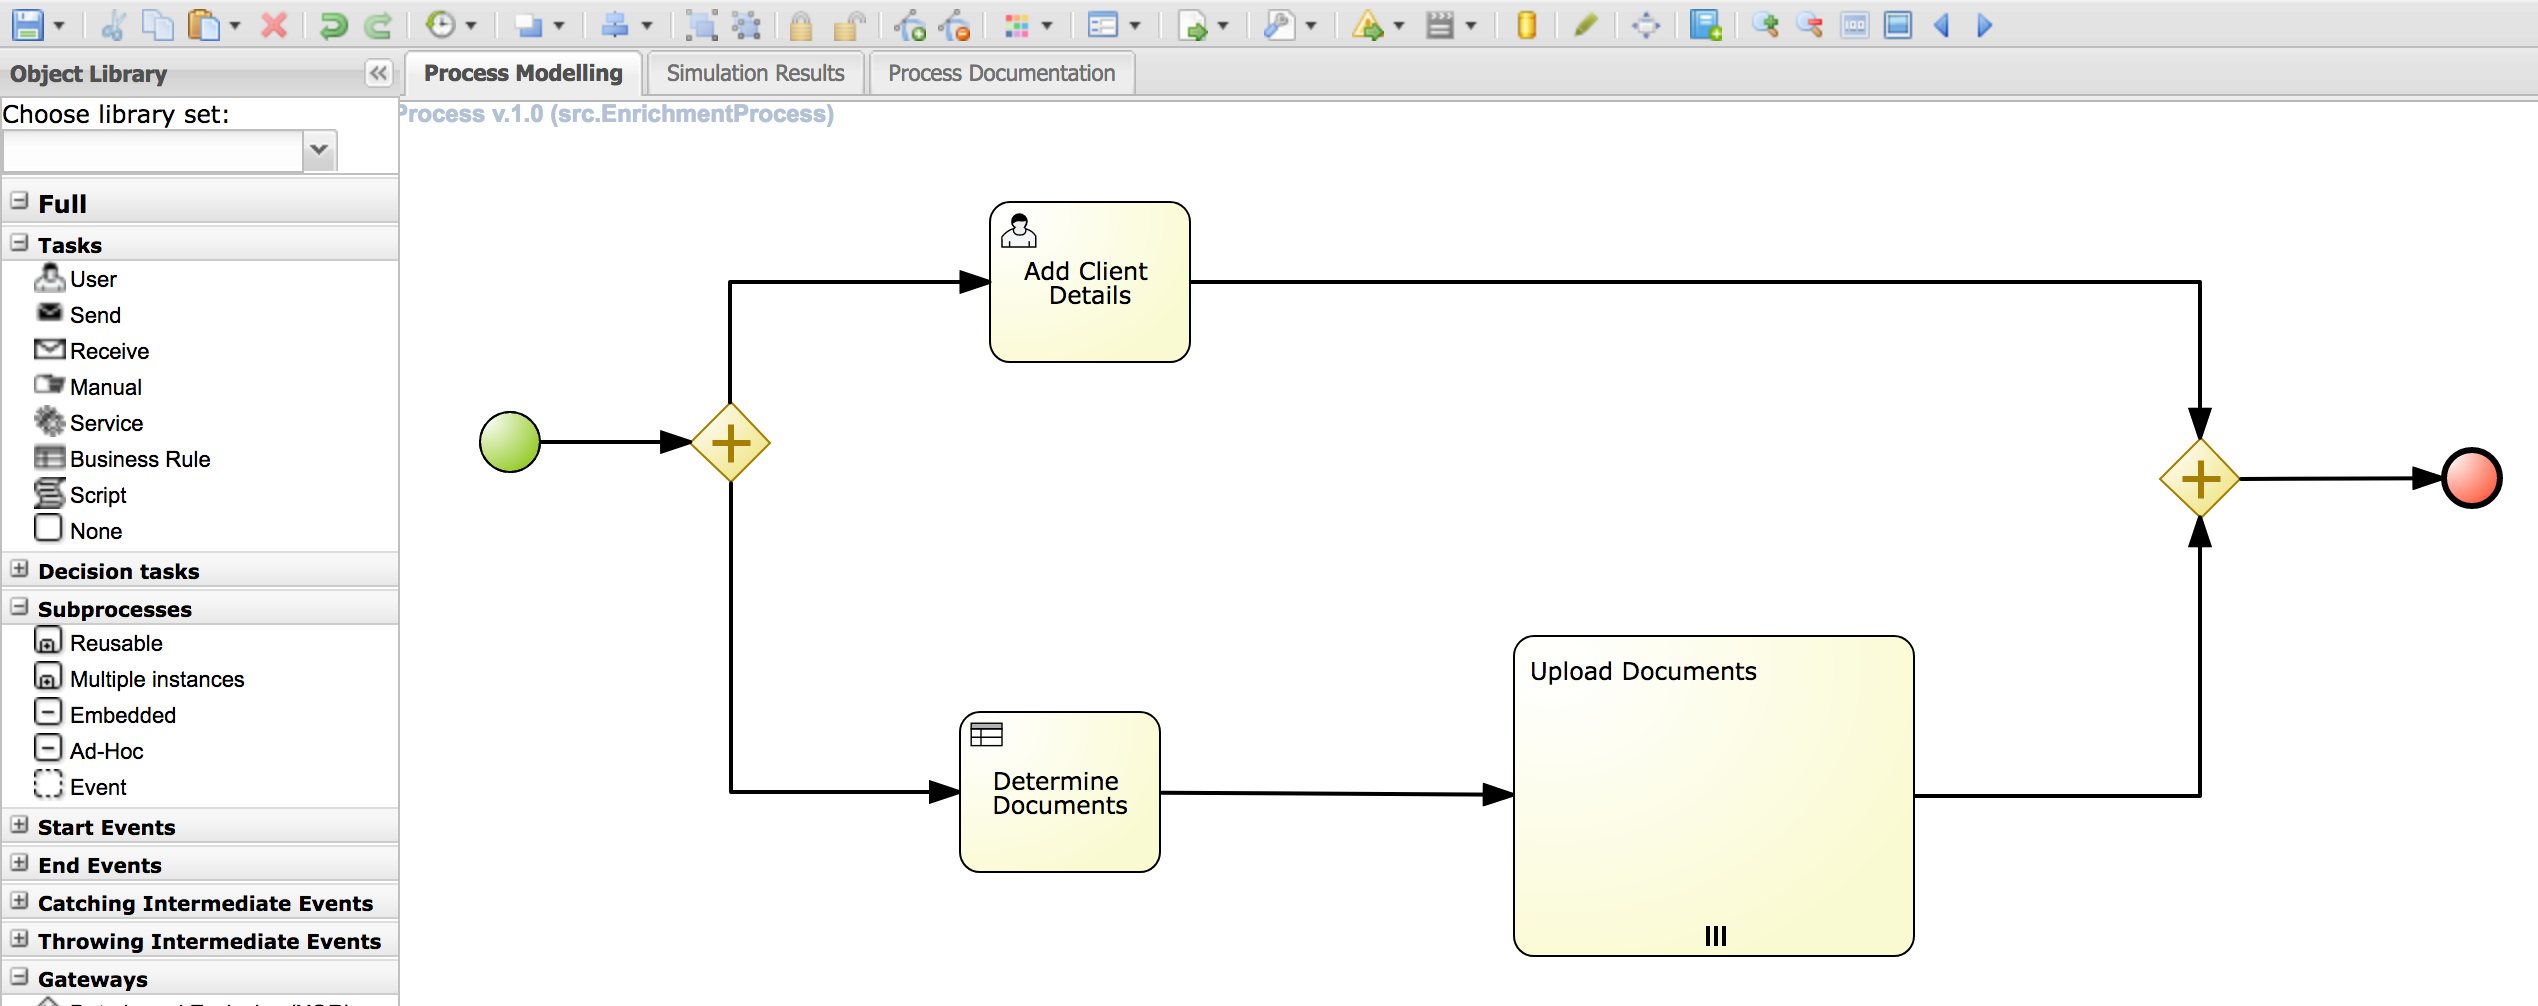 Object Library
Process Modelling
Simulation Results
Process Documentation
Choose library set:
Process v.1.0 (src.EnrichmentProcess)
Full
Tasks
User
Send
Receive
Manual
Service
Business Rule
Script
None
Decision tasks
Subprocesses
Reusable
Multiple instances
Embedded
Ad-Hoc
Event
Start Events
End Events
Catching Intermediate Events
Throwing Intermediate Events
Gateways
Add Client
Details
Determine
Documents
Upload Documents